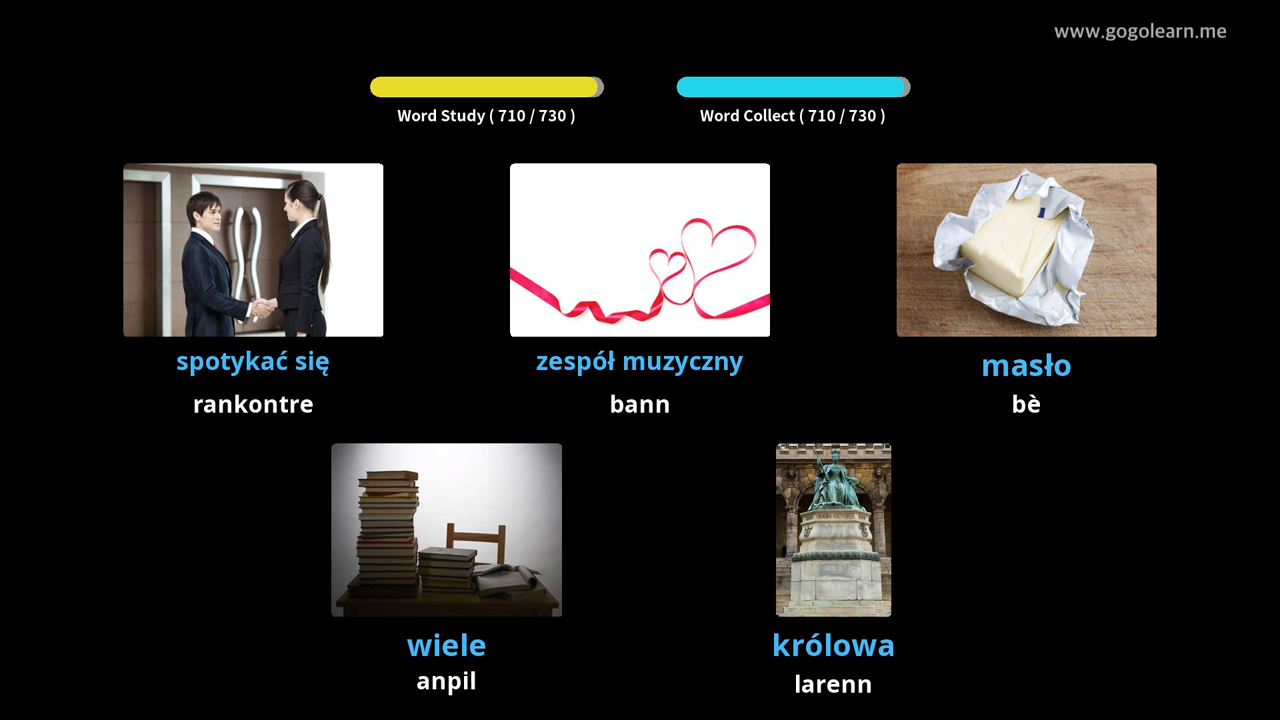 www.gogolearn.me
Word Study ( 710 / 730 )
Word Collect ( 710 / 730 )
spotykać się
zespół muzyczny
masło
rankontre
bann
bè
wiele
królowa
anpil
larenn